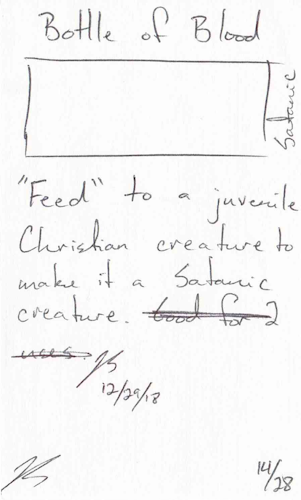 Bottle of Blood
Satanic
"Feed" to a juvenile
Christian creature to
make it a Satanic
creature. Good for 2
uses.
12/29/18
14/28